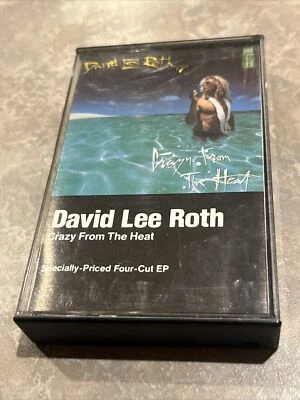 David Lee Roth
Crazy From
The Heat
David Lee Roth
Crazy From The Heat
Specially-Priced Four-Cut EP